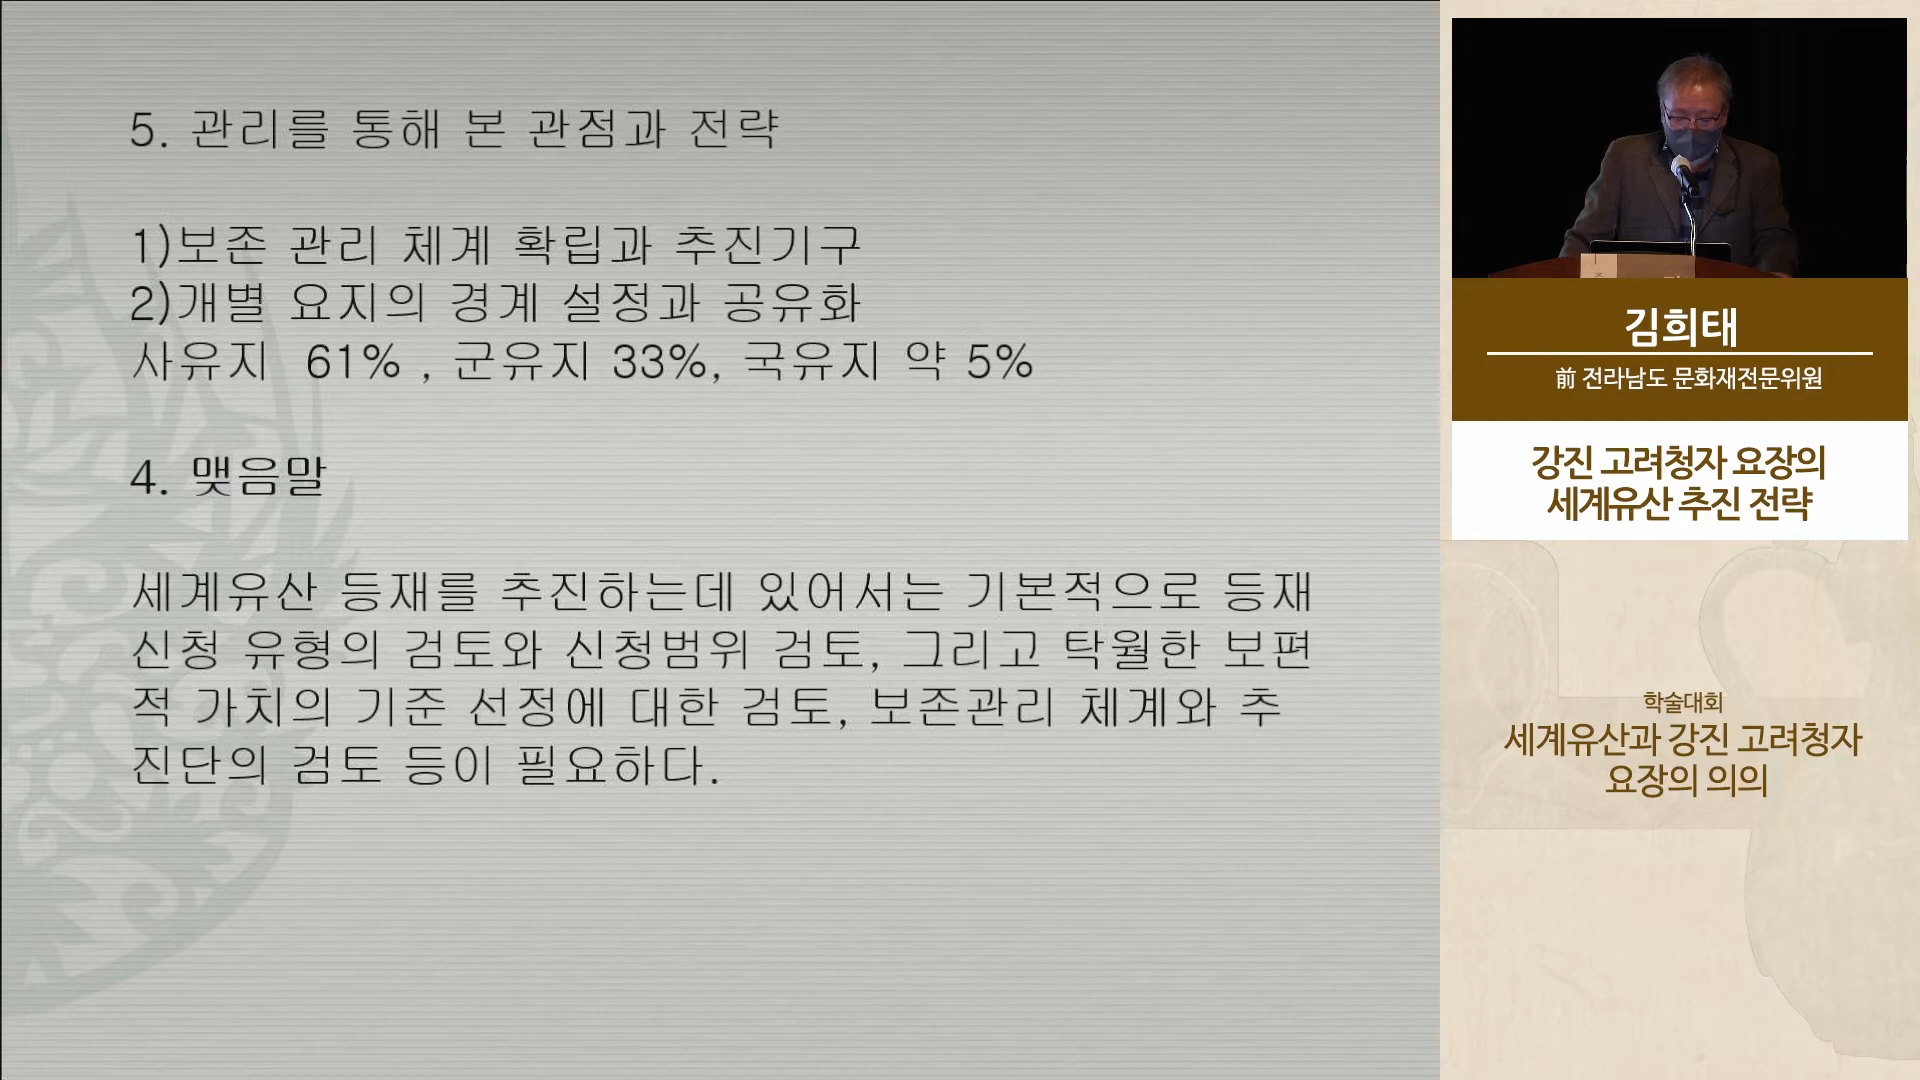 5. 관리를 통해 본 관점과 전략
1)보존 관리 체계 확립과 추진기구
2)개별 요지의 경계 설정과 공유화
사유지 61% , 군유지 33%, 국유지 약 5%
4. 맺음말
세계유산 등재를 추진하는데 있어서는 기본적으로 등재
신청 유형의 검토와 신청범위 검토, 그리고 탁월한 보편
적 가치의 기준 선정에 대한 검토, 보존관리 체계와 추
진단의 검토 등이 필요하다.
김희태
前 전라남도 문화재전문위원
강진 고려청자 요장의
세계유산 추진 전략
학술대회
세계유산과 강진 고려청자
요장의 의의